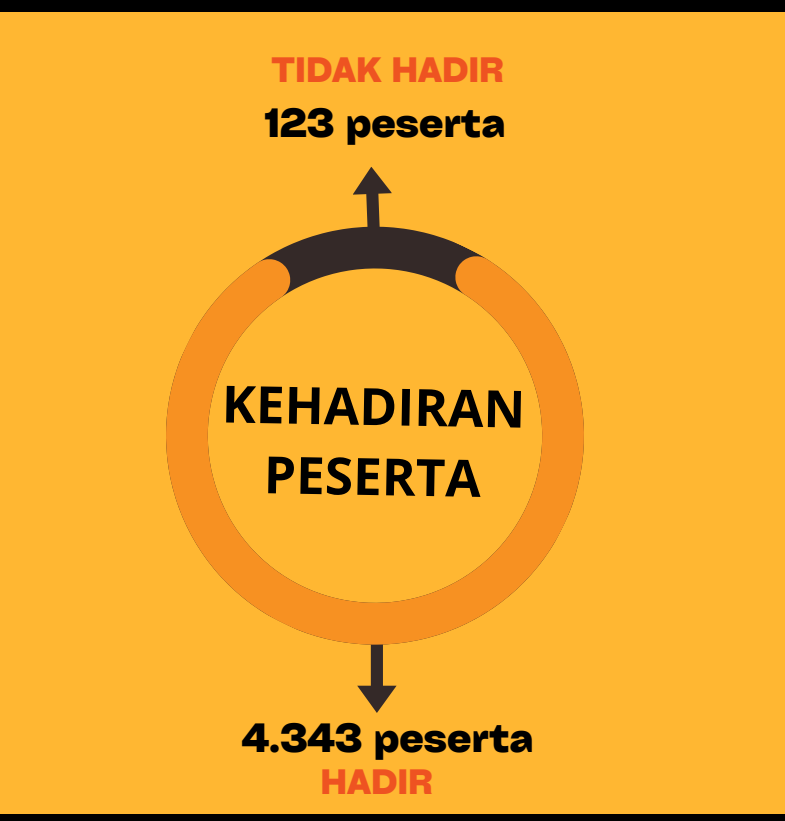 TIDAK HADIR
123 peserta
KEHADIRAN
PESERTA
4.343 peserta
HADIR